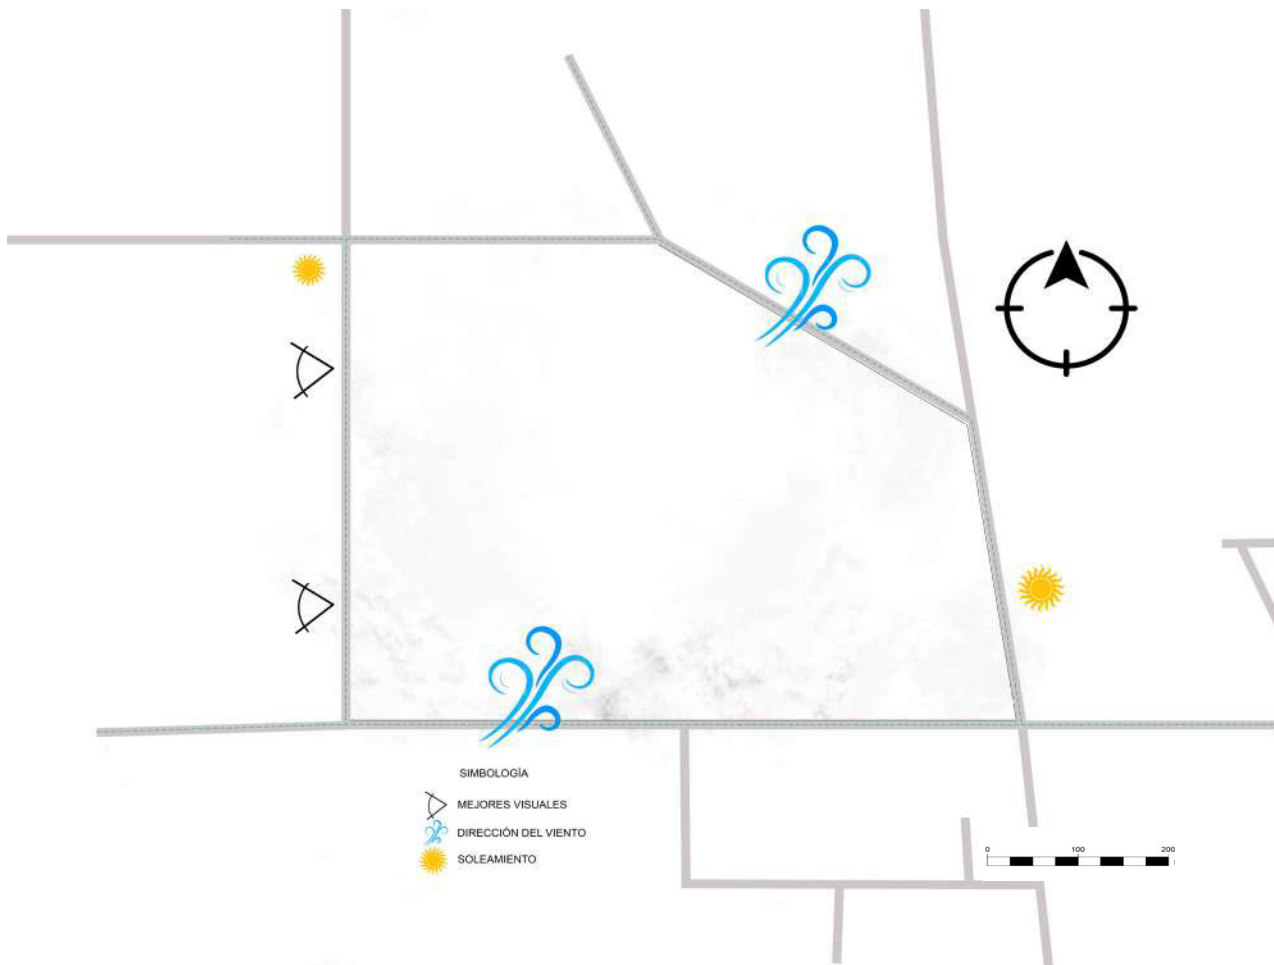 SIMBOLOGÍA
MEJORES VISUALES
DIRECCIÓN DEL VIENTO
SOLEAMIENTO
0 100 200